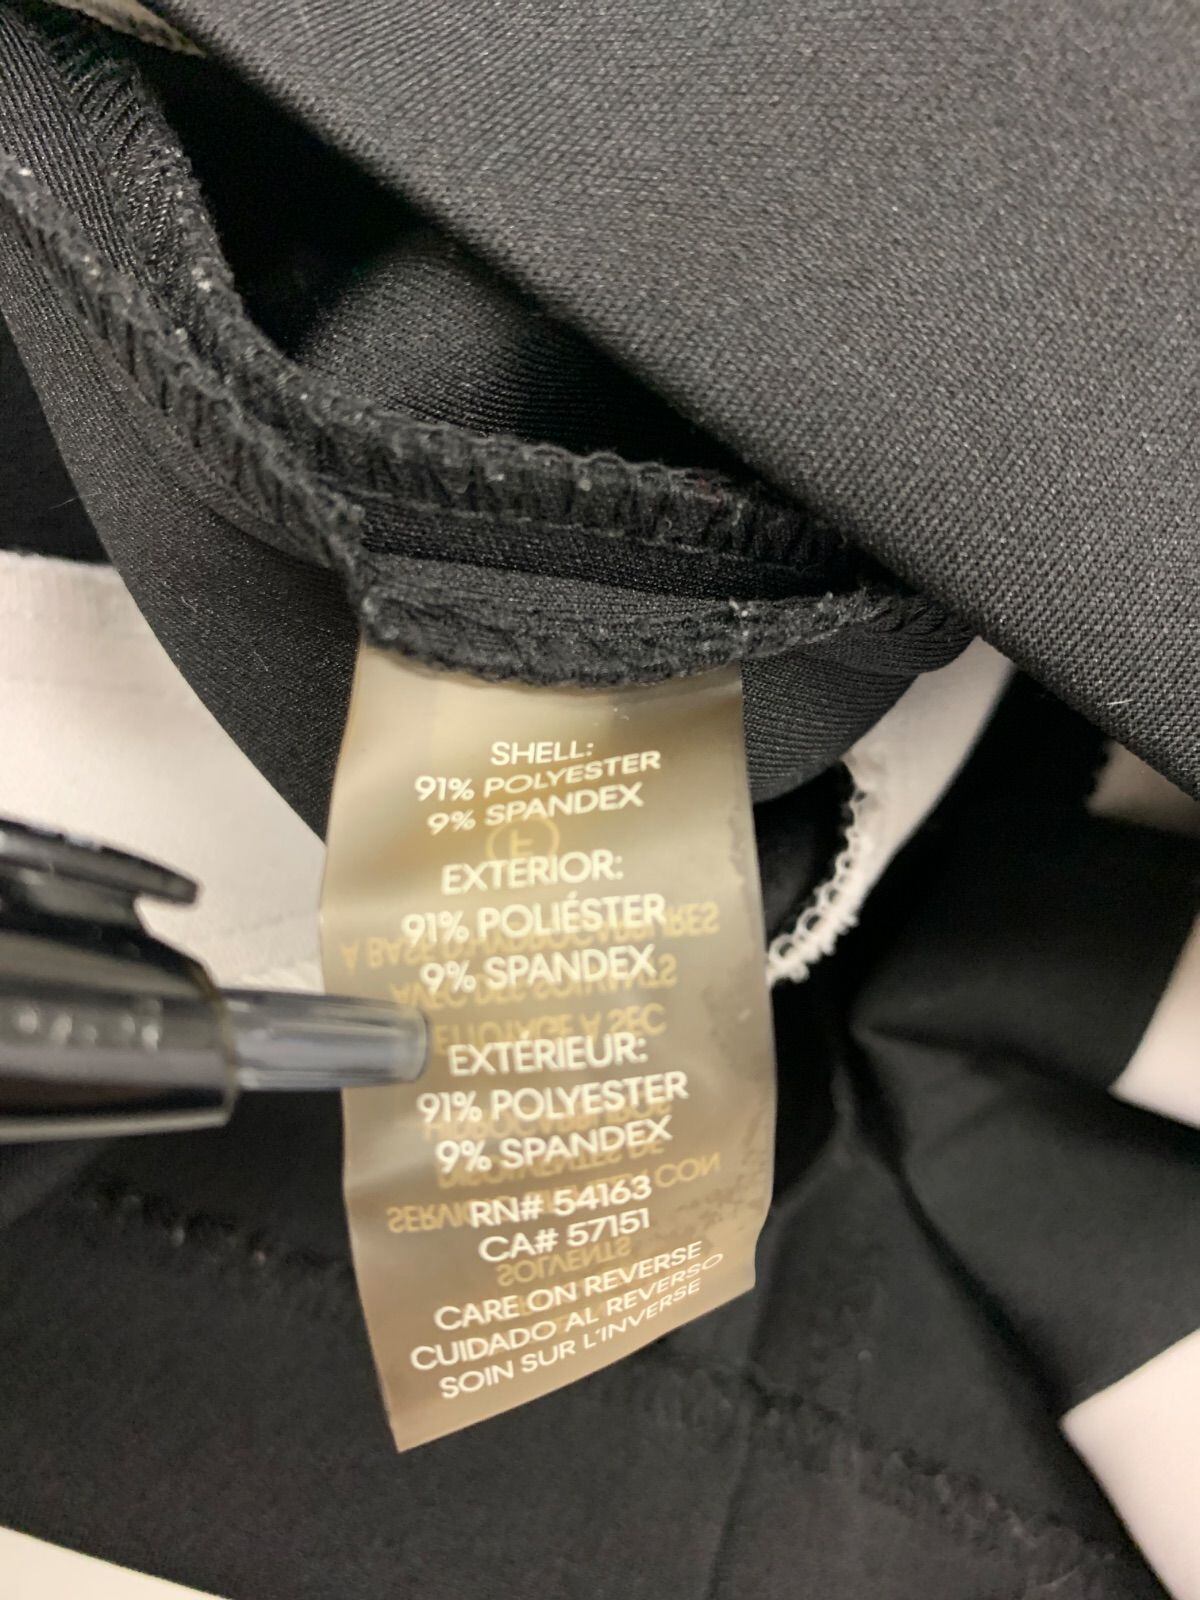 SHELL:
91% POLYESTER
9% SPANDEX
EXTERIOR:
91% POLIÉSTER
9% SPANDEX
EXTÉRIEUR:
91% POLYESTER
9% SPANDEX
RN# 54163
CA# 57151
CARE ON REVERSE
CUIDADO AL REVERSO
SOIN SUR L'INVERSE